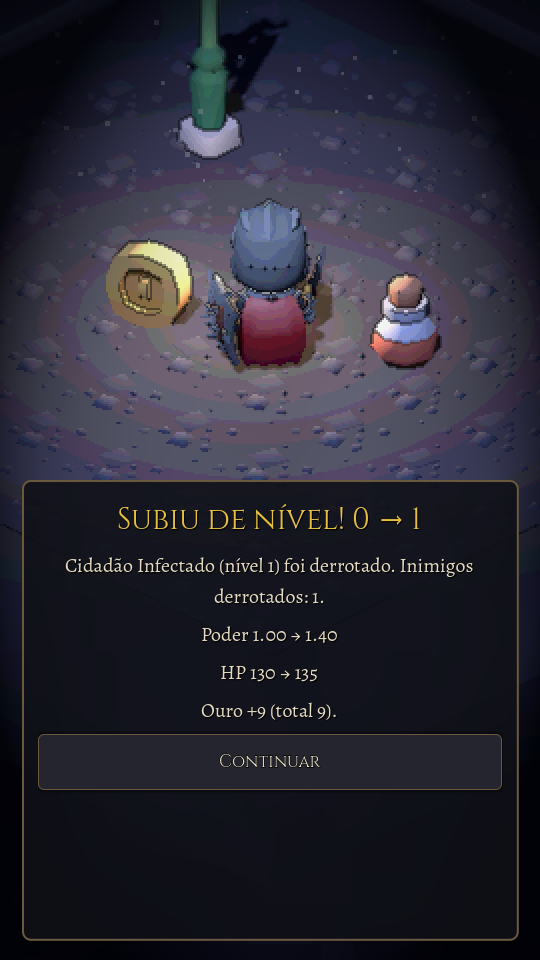 1
Subiu de nível! 0 → 1
Cidadão Infectado (nível 1) foi derrotado. Inimigos
derrotados: 1.
Poder 1.00 → 1.40
HP 130 → 135
Ouro +9 (total 9).
Continuar